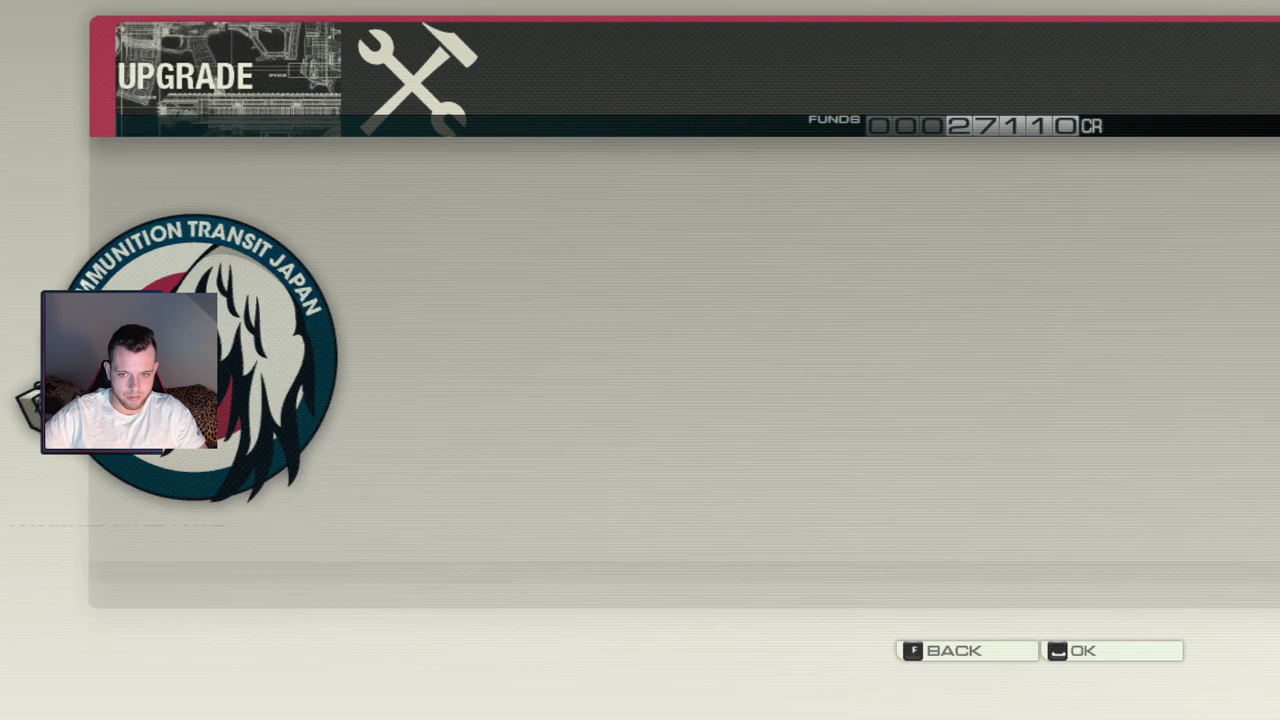 UPGRADE
FUNDS 00027110CR
MMUNITION TRANSIT JAPAN
F BACK
OK